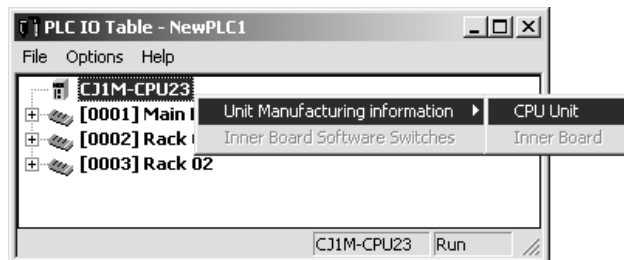 PLC IO Table - NewPLC1
File Options Help
CJ1M-CPU23
[0001] Main
Unit Manufacturing information CPU Unit
[0002] Rack
Inner Board Software Switches Inner Board
[0003] Rack 02
CJ1M-CPU23 Run